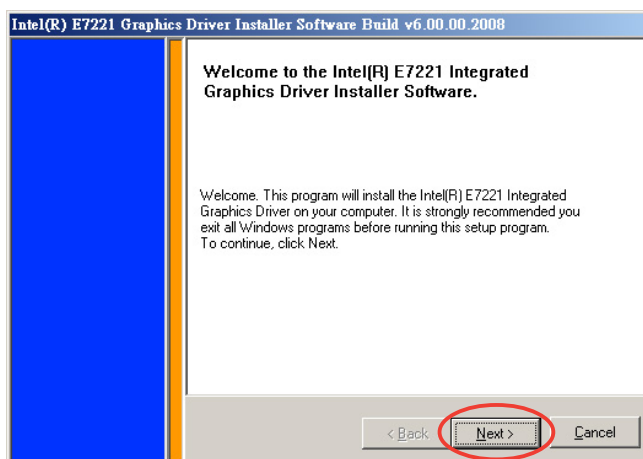 Intel(R) E7221 Graphics Driver Installer Software Build v6.00.00.2008
Welcome to the Intel(R) E7221 Integrated
Graphics Driver Installer Software.
Welcome. This program will install the Intel(R) E7221 Integrated
Graphics Driver on your computer. It is strongly recommended you
exit all Windows programs before running this setup program.
To continue, click Next.
< Back
Next >
Cancel